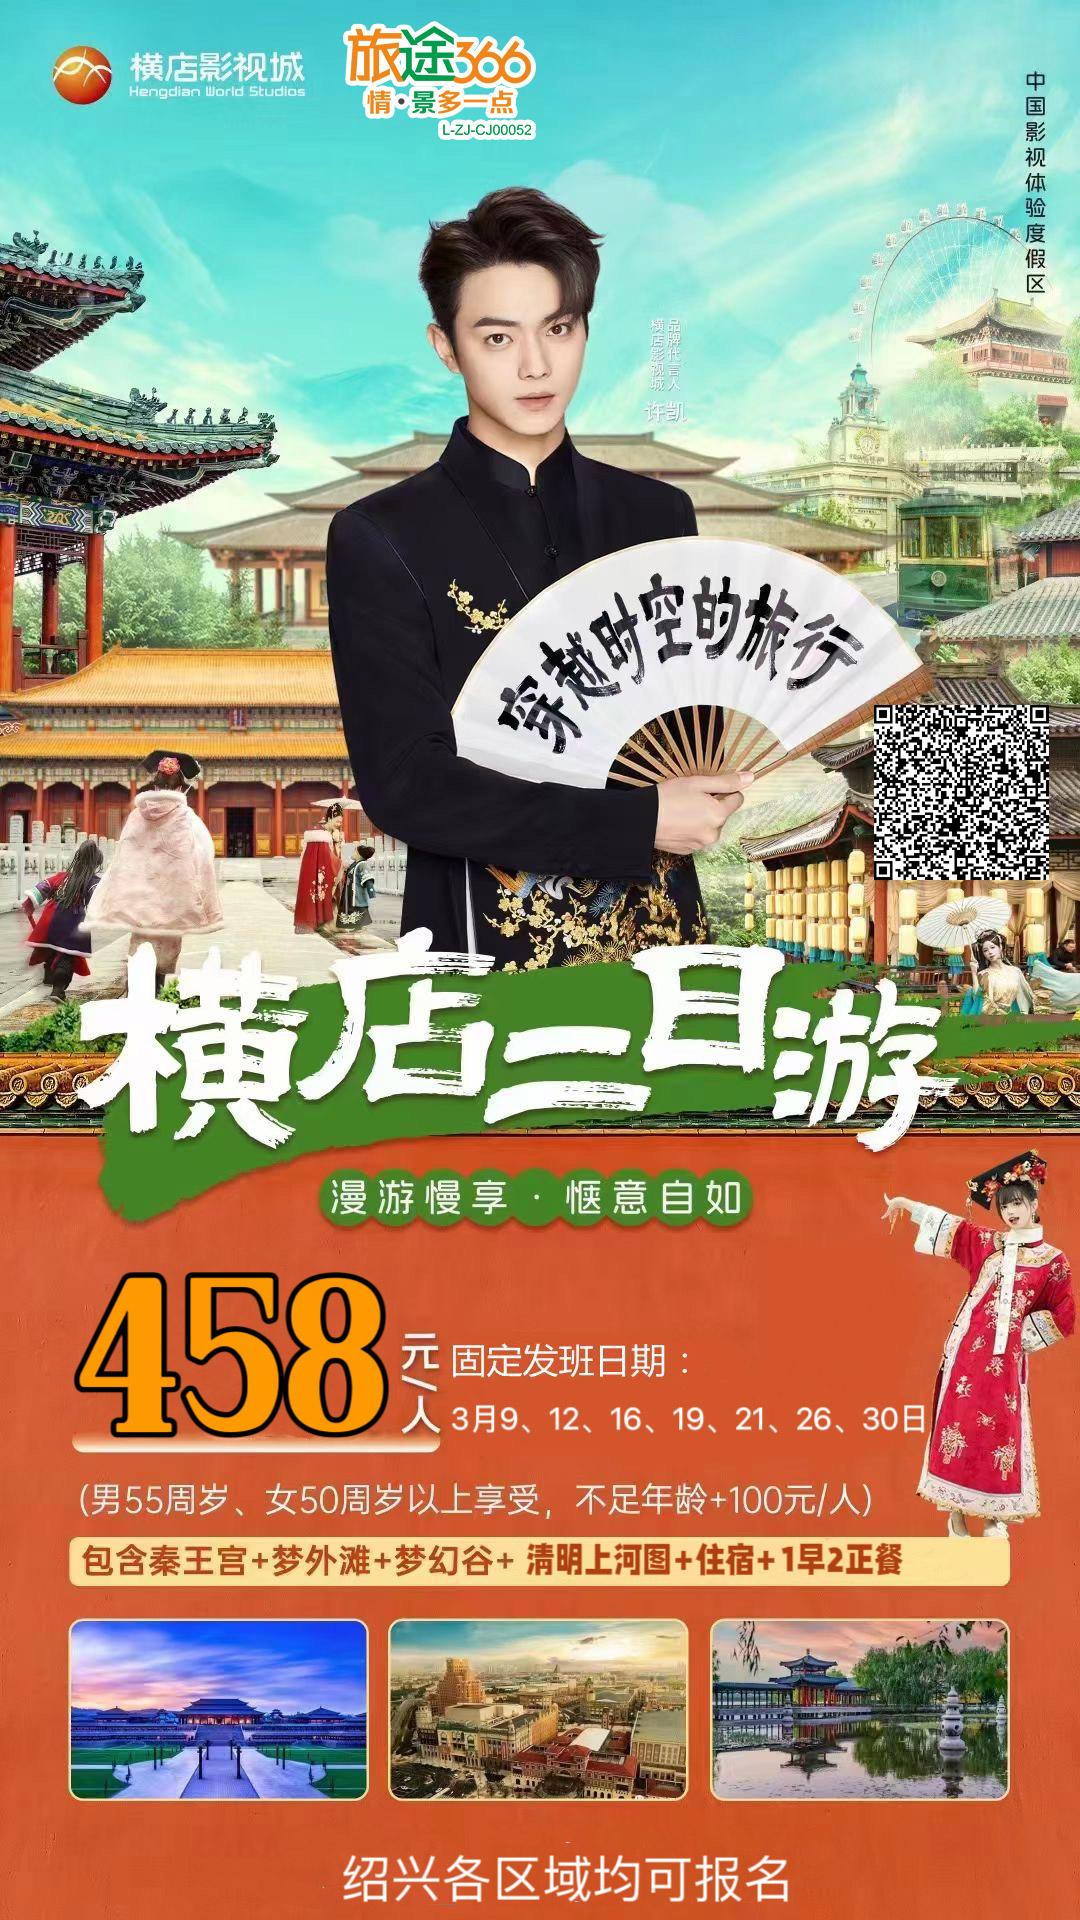 横店影视城
Hengdian World Studios
旅途366
情·景多一点
L-ZJ-CJ00052
中国影视体验度假区
品牌代言人
横店影视城
许凯
穿越时空的旅行
横店二日游
漫游慢享·惬意自如
458元/人
固定发班日期：
3月9、12、16、19、21、26、30日
(男55周岁、女50周岁以上享受，不足年龄+100元/人)
包含秦王宫+梦外滩+梦幻谷+ 清明上河图+住宿+1早2正餐
绍兴各区域均可报名